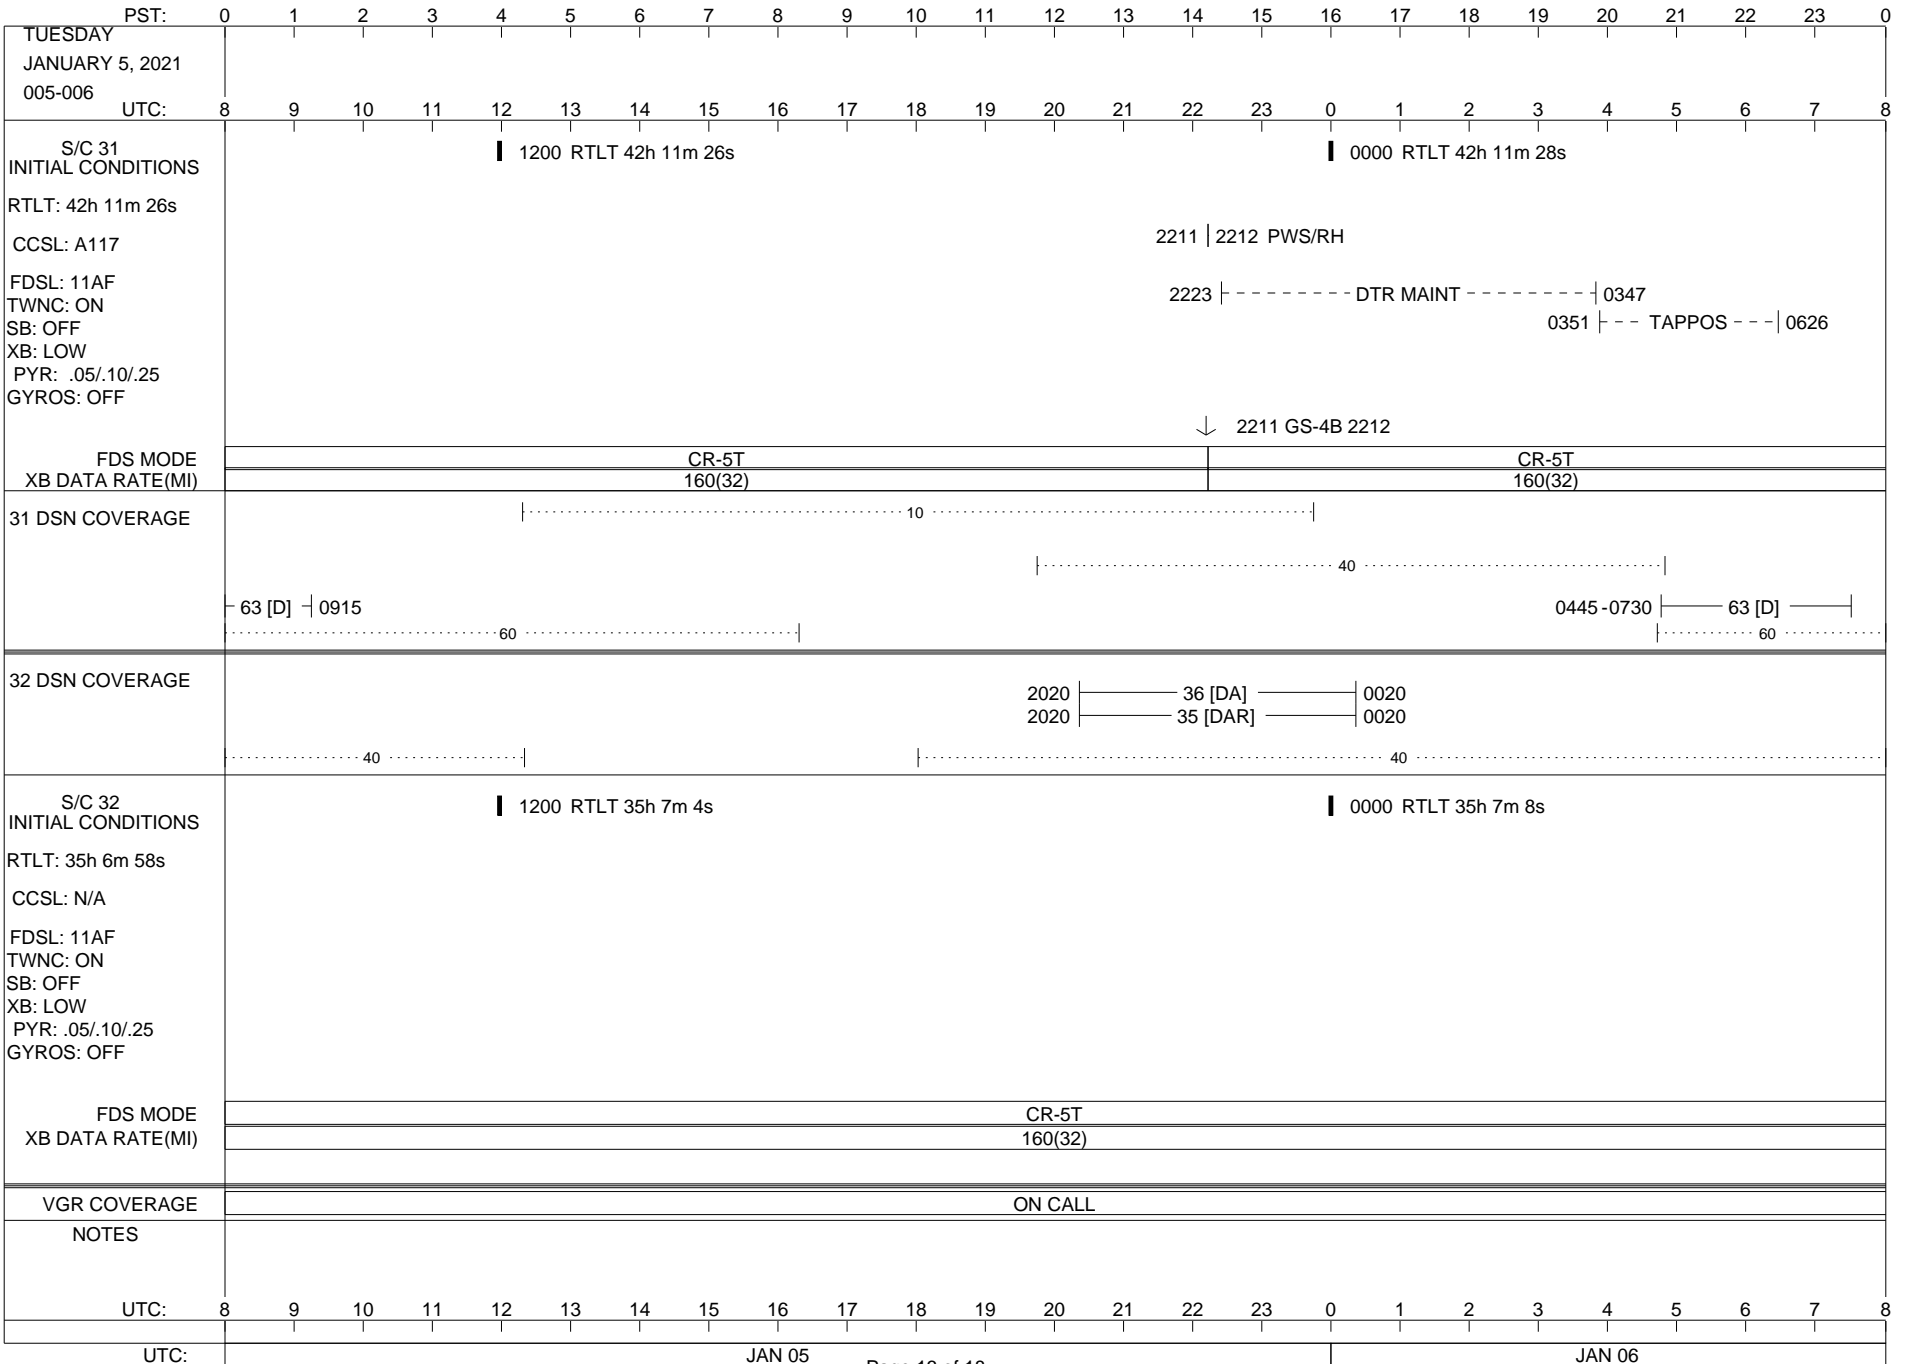 PST: 0 1 2 3 4 5 6 7 8 9 10 11 12 13 14 15 16 17 18 19 20 21 22 23 0
TUESDAY
JANUARY 5, 2021
005-006
UTC: 8 9 10 11 12 13 14 15 16 17 18 19 20 21 22 23 0 1 2 3 4 5 6 7 8
S/C 31
INITIAL CONDITIONS
1200 RTLT 42h 11m 26s
0000 RTLT 42h 11m 28s
RTLT: 42h 11m 26s
CCSL: A117
2211 2212 PWS/RH
FDSL: 11AF
2223 DTR MAINT 0347
TWNC: ON
SB: OFF
0351 TAPPOS 0626
XB: LOW
PYR: .05/.10/.25
GYROS: OFF
2211 GS-4B 2212
FDS MODE CR-5T CR-5T
XB DATA RATE(MI) 160(32) 160(32)
31 DSN COVERAGE 10
40
63 [D] 0915 0445-0730 63 [D]
60 60
32 DSN COVERAGE
2020 36 [DA] 0020
2020 35 [DAR] 0020
40 40
S/C 32
INITIAL CONDITIONS
1200 RTLT 35h 7m 4s
0000 RTLT 35h 7m 8s
RTLT: 35h 6m 58s
CCSL: N/A
FDSL: 11AF
TWNC: ON
SB: OFF
XB: LOW
PYR: .05/.10/.25
GYROS: OFF
FDS MODE CR-5T
XB DATA RATE(MI) 160(32)
VGR COVERAGE ON CALL
NOTES
UTC: 8 9 10 11 12 13 14 15 16 17 18 19 20 21 22 23 0 1 2 3 4 5 6 7 8
UTC: JAN 05 JAN 06